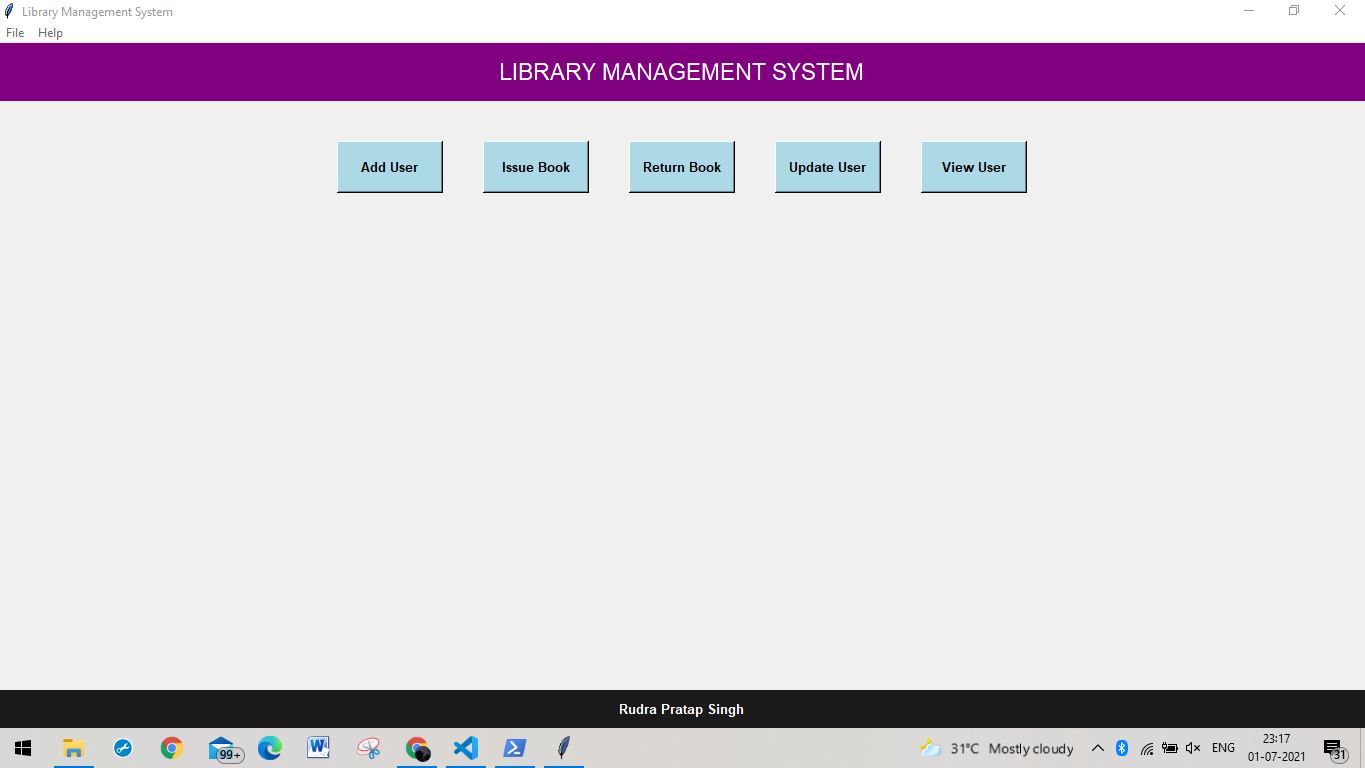 Library Management System
File Help
LIBRARY MANAGEMENT SYSTEM
Add User Issue Book Return Book Update User View User
Rudra Pratap Singh
99+ 31°C Mostly cloudy ENG 23:17
01-07-2021 31